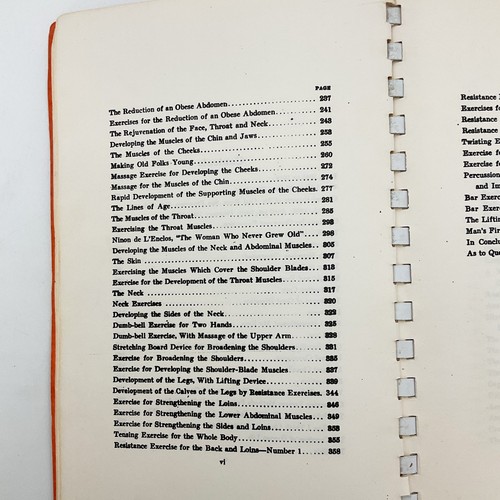 PAGE
The Reduction of an Obese Abdomen 237
Exercises for the Reduction of an Obese Abdomen 241
The Rejuvenation of the Face, Throat and Neck 243
Developing the Muscles of the Chin and Jaws 253
The Muscles of the Cheeks 255
Making Old Folks Young 260
Massage Exercise for Developing the Cheeks 272
Massage for the Muscles of the Chin 274
Rapid Development of the Supporting Muscles of the Cheeks. 277
The Lines of Age 281
The Muscles of the Throat 285
Exercising the Throat Muscles 298
Ninon de L'Enclos, "The Woman Who Never Grew Old" 298
Developing the Muscles of the Neck and Abdominal Muscles 305
The Skin 307
Exercising the Muscles Which Cover the Shoulder Blades 313
Exercise for the Development of the Throat Muscles 315
The Neck 317
Neck Exercises 320
Developing the Sides of the Neck 322
Dumb-bell Exercise for Two Hands 325
Dumb-bell Exercise, With Massage of the Upper Arm 328
Stretching Board Device for Broadening the Shoulders 331
Exercise for Broadening the Shoulders 335
Exercise for Developing the Shoulder-Blade Muscles 337
Development of the Legs, With Lifting Device 339
Development of the Calves of the Legs by Resistance Exercises. 344
Exercise for Strengthening the Loins 346
Exercise for Strengthening the Lower Abdominal Muscles 349
Exercise for Strengthening the Sides and Loins 353
Tensing Exercise for the Whole Body 355
Resistance Exercise for the Back and Loins—Number 1 358
vi
Resistance
Exercises for
Resistance
Resistance
Twisting
Exercise for
Exercise for
Percussion
and
Bar
Bar
The Lifting
Man's
In
As to